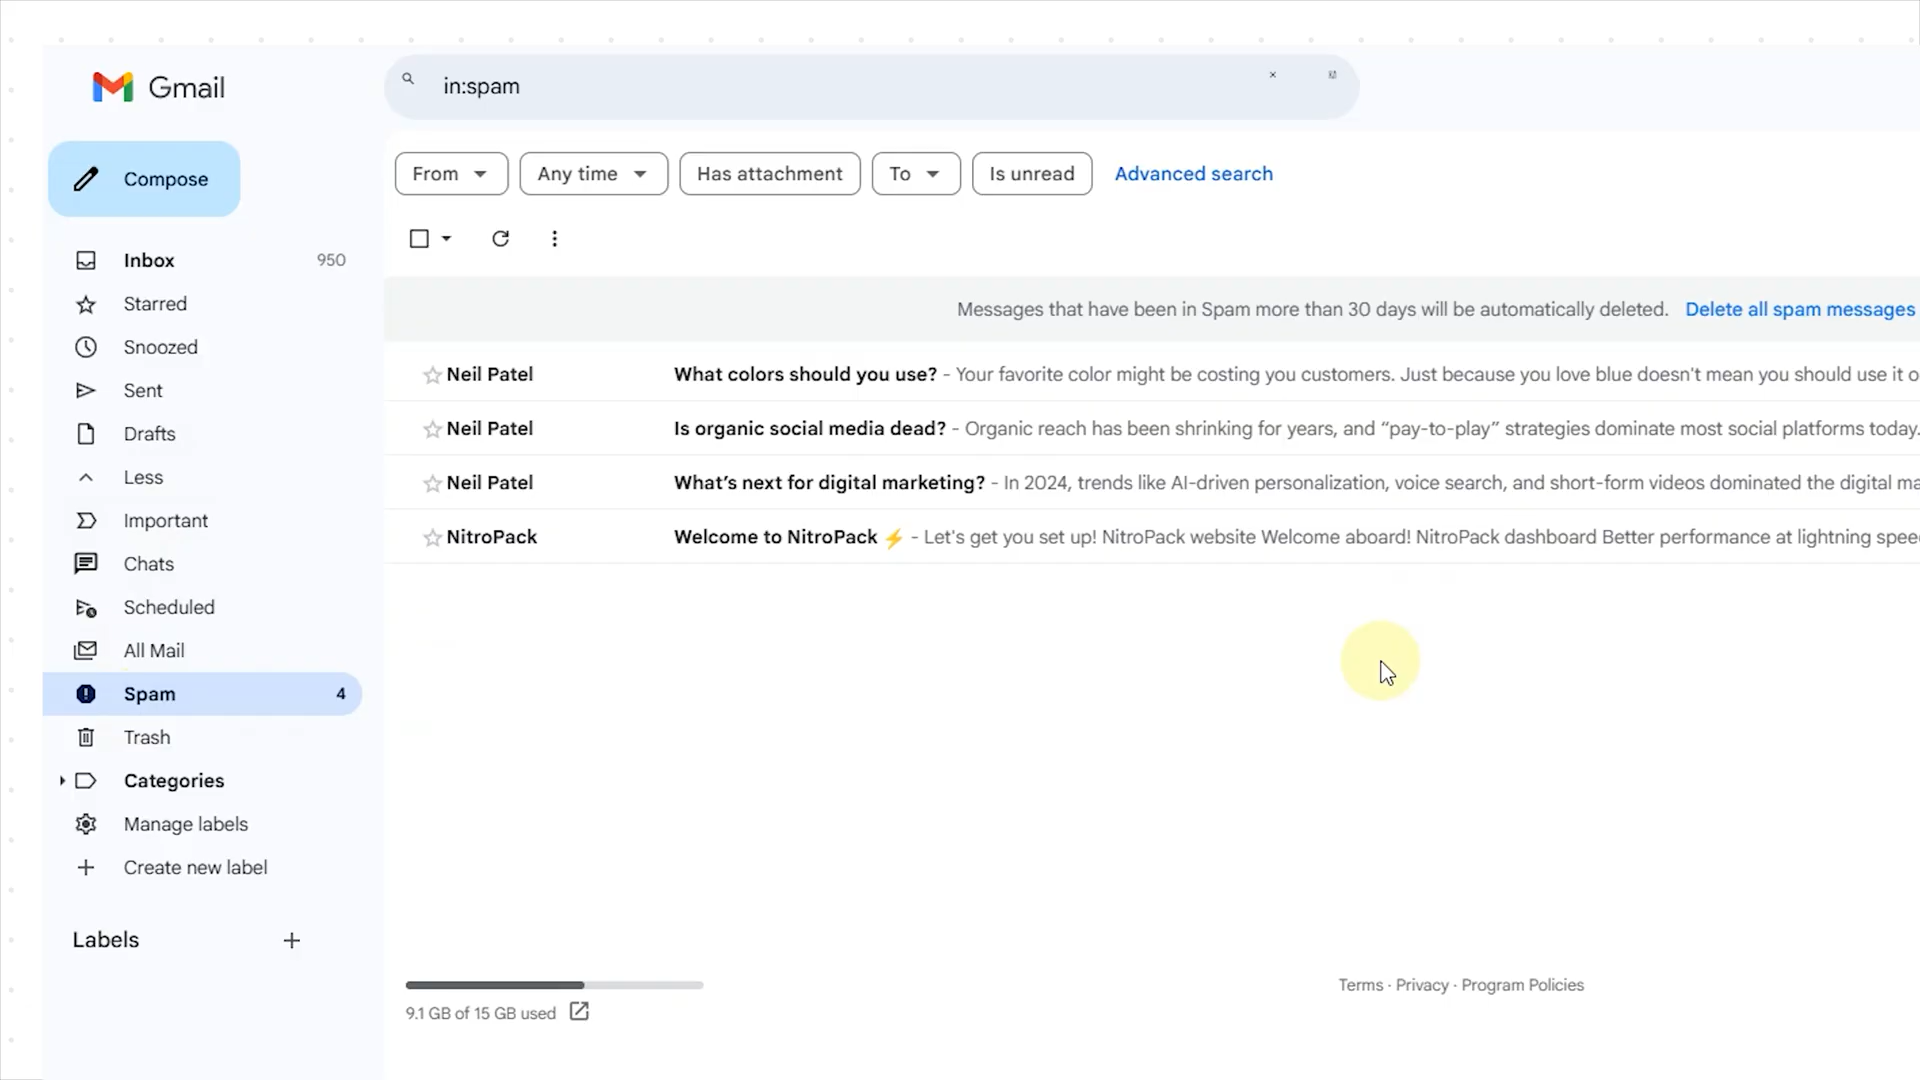 Gmail
in:spam
Compose
From
Any time
Has attachment
To
Is unread
Advanced search
Inbox 950
Starred
Snoozed
Sent
Drafts
Less
Important
Chats
Scheduled
All Mail
Spam 4
Trash
Categories
Manage labels
Create new label
Labels
Messages that have been in Spam more than 30 days will be automatically deleted. Delete all spam messages
Neil Patel What colors should you use? - Your favorite color might be costing you customers. Just because you love blue doesn't mean you should use it o
Neil Patel Is organic social media dead? - Organic reach has been shrinking for years, and “pay-to-play” strategies dominate most social platforms today.
Neil Patel What’s next for digital marketing? - In 2024, trends like AI-driven personalization, voice search, and short-form videos dominated the digital ma
NitroPack Welcome to NitroPack ⚡ - Let's get you set up! NitroPack website Welcome aboard! NitroPack dashboard Better performance at lightning spee
9.1 GB of 15 GB used
Terms · Privacy · Program Policies